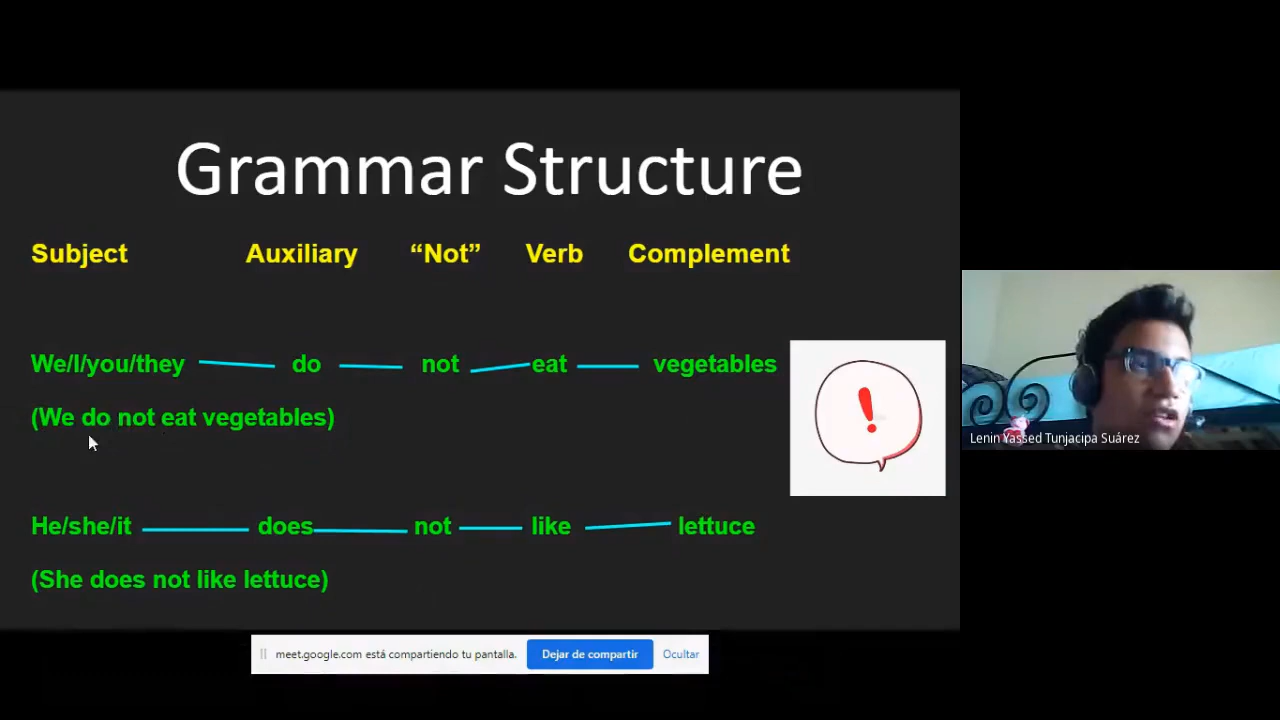 Grammar Structure
Subject Auxiliary “Not” Verb Complement
We/I/you/they do not eat vegetables
(We do not eat vegetables)
He/she/it does not like lettuce
(She does not like lettuce)
Lenin Yassed Tunjacipa Suárez
meet.google.com está compartiendo tu pantalla. Dejar de compartir Ocultar